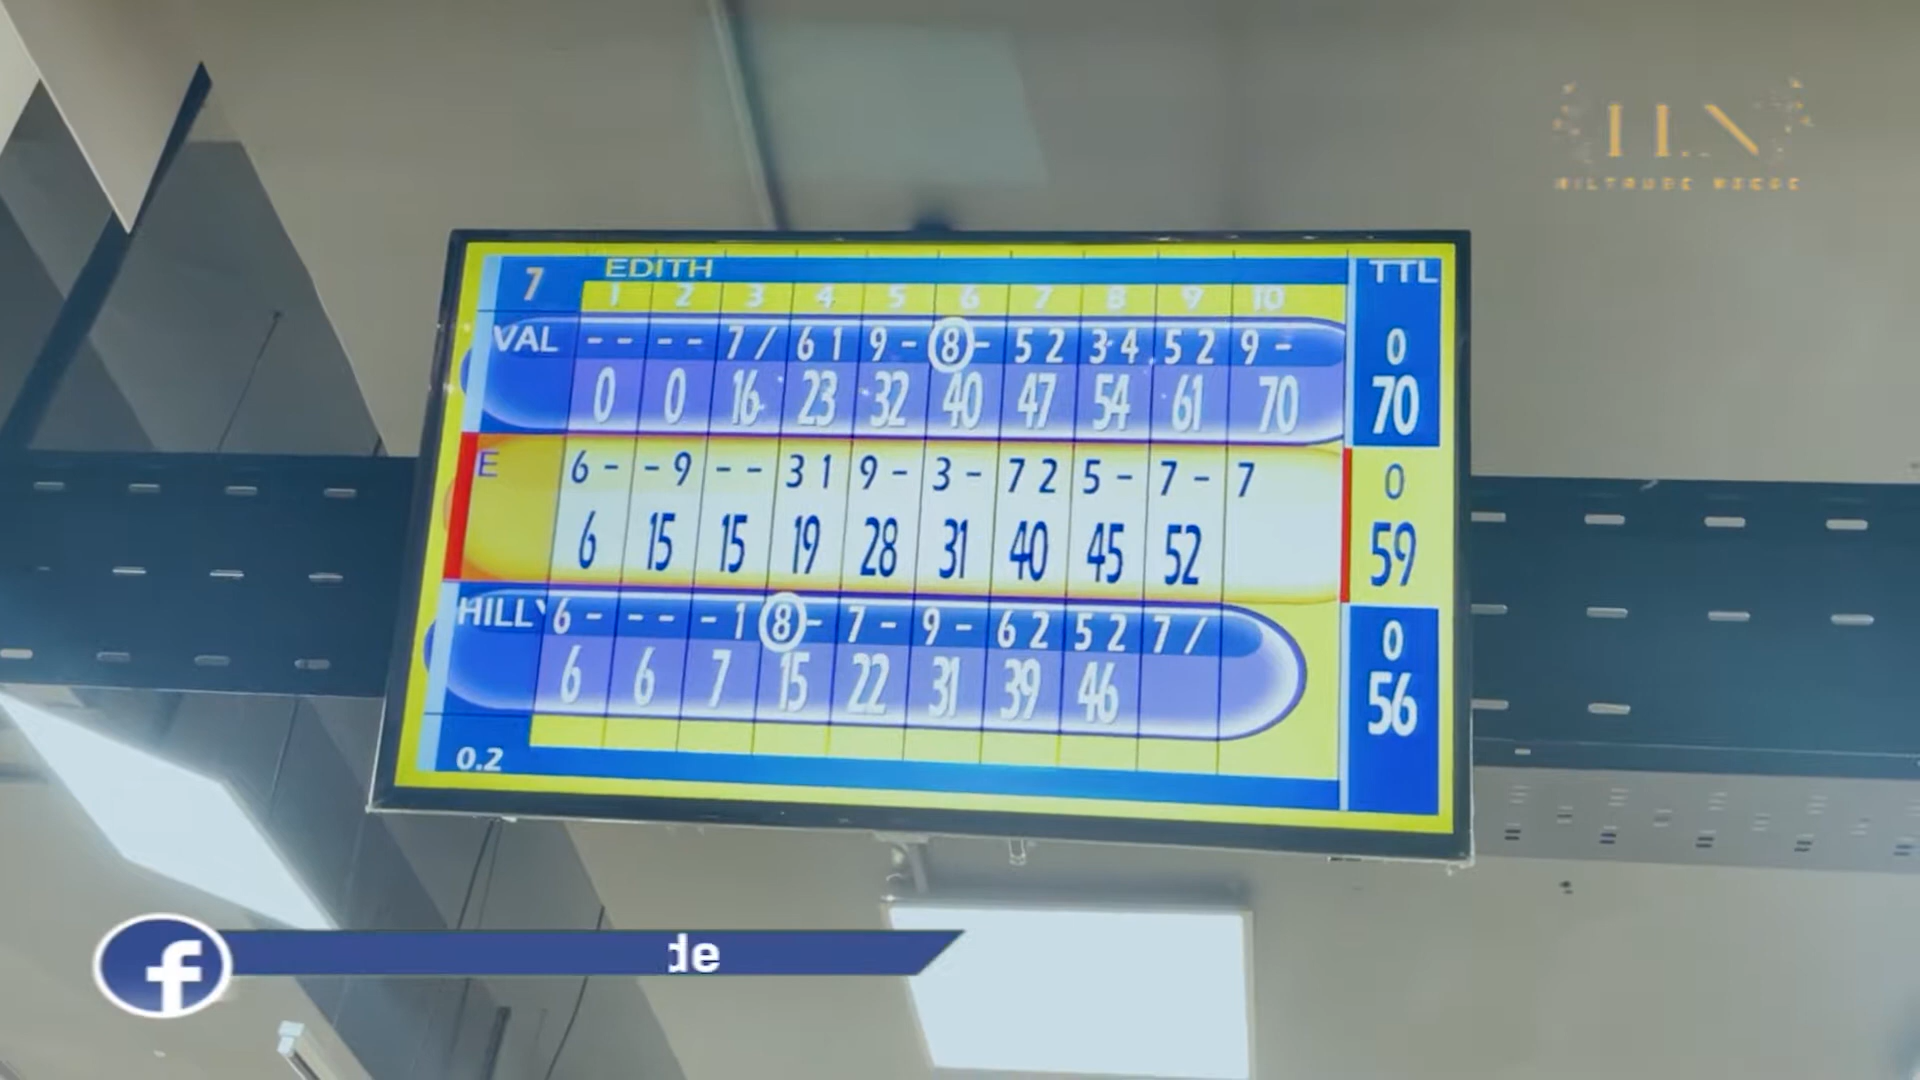 HLN
HILTRUDE NJEDE
7 EDITH TTL
1 2 3 4 5 6 7 8 9 10
VAL - - - - 7 / 6 1 9 - 8 - 5 2 3 4 5 2 9 - 0
0 0 16 23 32 40 47 54 61 70 70
E 6 - - 9 - - 3 1 9 - 3 - 7 2 5 - 7 - 7 0
6 15 15 19 28 31 40 45 52 59
HILLY 6 - - - - 1 8 - 7 - 9 - 6 2 5 2 7 / 0
6 6 7 15 22 31 39 46 56
0.2
f de